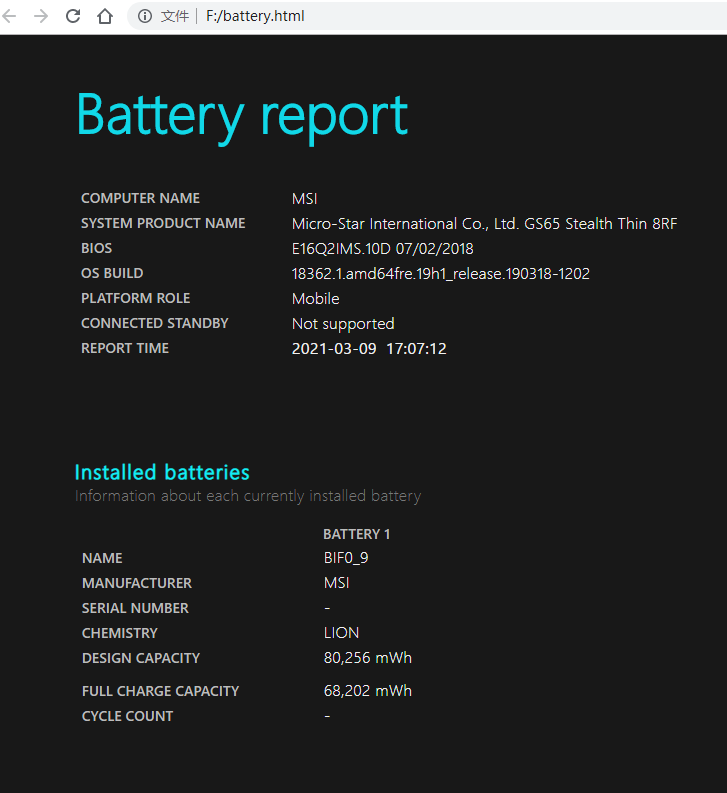 文件 | F:/battery.html
Battery report
COMPUTER NAME MSI
SYSTEM PRODUCT NAME Micro-Star International Co., Ltd. GS65 Stealth Thin 8RF
BIOS E16Q2IMS.10D 07/02/2018
OS BUILD 18362.1.amd64fre.19h1_release.190318-1202
PLATFORM ROLE Mobile
CONNECTED STANDBY Not supported
REPORT TIME 2021-03-09 17:07:12
Installed batteries
Information about each currently installed battery
BATTERY 1
NAME BIF0_9
MANUFACTURER MSI
SERIAL NUMBER -
CHEMISTRY LION
DESIGN CAPACITY 80,256 mWh
FULL CHARGE CAPACITY 68,202 mWh
CYCLE COUNT -